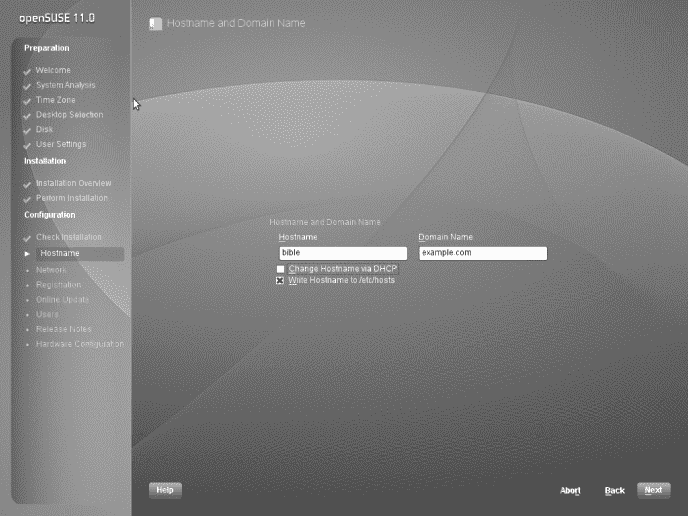 openSUSE 11.0
Preparation
Welcome
System Analysis
Time Zone
Desktop Selection
Disk
User Settings
Installation
Installation Overview
Perform Installation
Configuration
Check Installation
Hostname
Network
Registration
Online Update
Users
Release Notes
Hardware Configuration
Hostname and Domain Name
Hostname and Domain Name
Hostname Domain Name
bible example.com
Change Hostname via DHCP
Write Hostname to /etc/hosts
Help Abort Back Next